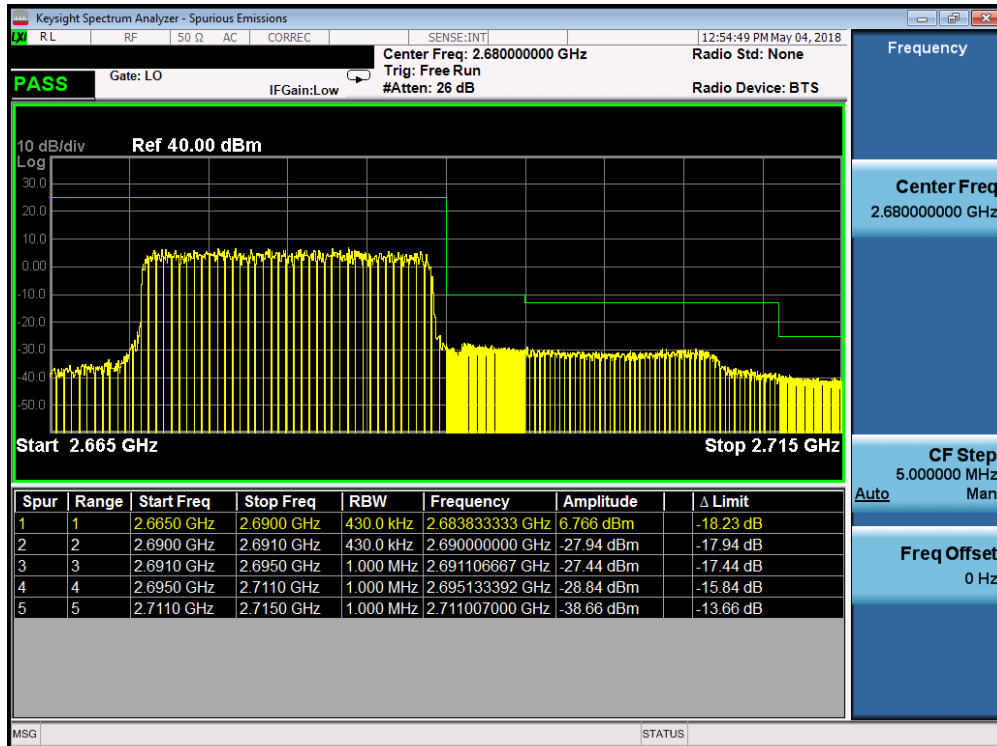 Keysight Spectrum Analyzer - Spurious Emissions
LXI RL RF 50 Ω AC CORREC SENSE:INT 12:54:49 PM May 04, 2018
Center Freq: 2.680000000 GHz Radio Std: None
PASS Gate: LO Trig: Free Run
IFGain:Low #Atten: 26 dB Radio Device: BTS
10 dB/div Ref 40.00 dBm
Log
30.0
20.0
10.0
0.00
-10.0
-20.0
-30.0
-40.0
-50.0
Start 2.665 GHz Stop 2.715 GHz
Spur Range Start Freq Stop Freq RBW Frequency Amplitude Δ Limit
1 1 2.6650 GHz 2.6900 GHz 430.0 kHz 2.683833333 GHz 6.766 dBm -18.23 dB
2 2 2.6900 GHz 2.6910 GHz 430.0 kHz 2.690000000 GHz -27.94 dBm -17.94 dB
3 3 2.6910 GHz 2.6950 GHz 1.000 MHz 2.691106667 GHz -27.44 dBm -17.44 dB
4 4 2.6950 GHz 2.7110 GHz 1.000 MHz 2.695133392 GHz -28.84 dBm -15.84 dB
5 5 2.7110 GHz 2.7150 GHz 1.000 MHz 2.711007000 GHz -38.66 dBm -13.66 dB
MSG STATUS
Frequency
Center Freq
2.680000000 GHz
CF Step
5.000000 MHz
Auto Man
Freq Offset
0 Hz